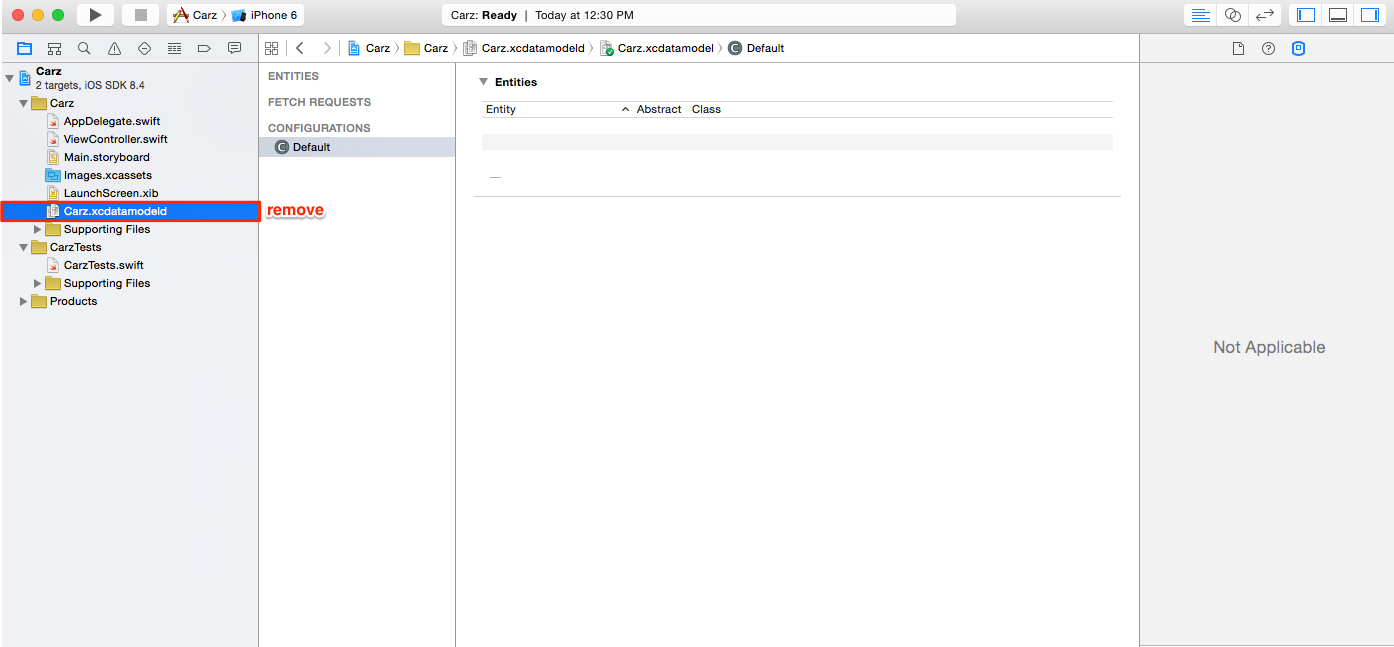 Carz 〉 iPhone 6
Carz: Ready | Today at 12:30 PM
Carz 〉 Carz 〉 Carz.xcdatamodeld 〉 Carz.xcdatamodel 〉 C Default
Carz
2 targets, iOS SDK 8.4
Carz
AppDelegate.swift
ViewController.swift
Main.storyboard
Images.xcassets
LaunchScreen.xib
Carz.xcdatamodeld
remove
Supporting Files
CarzTests
CarzTests.swift
Supporting Files
Products
ENTITIES
FETCH REQUESTS
CONFIGURATIONS
C Default
Entities
Entity Abstract Class
Not Applicable